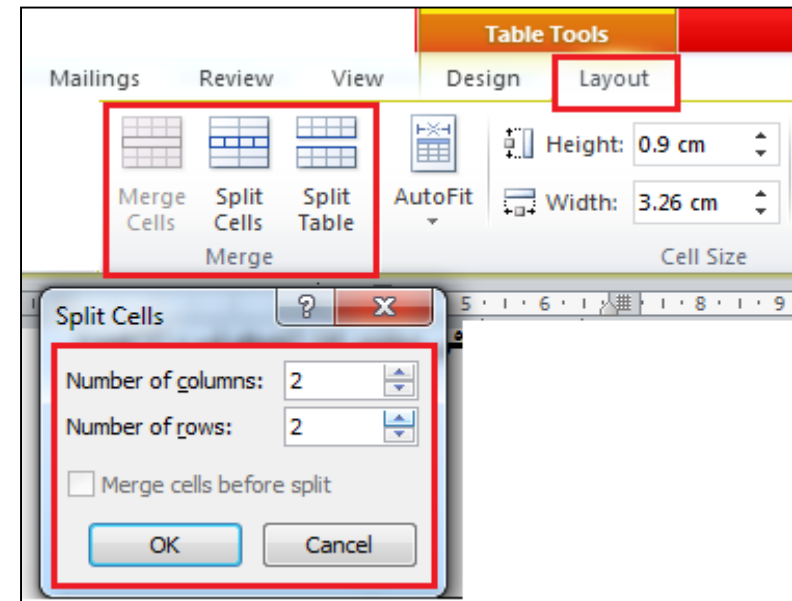 Table Tools
Mailings Review View Design Layout
Merge Cells Split Cells Split Table AutoFit
Height: 0.9 cm
Width: 3.26 cm
Merge Cell Size
5 6 8 9
Split Cells ? X
Number of columns: 2
Number of rows: 2
Merge cells before split
OK Cancel